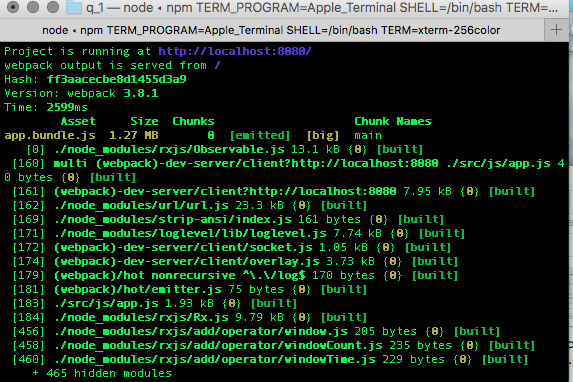 q_1 — node ◂ npm TERM_PROGRAM=Apple_Terminal SHELL=/bin/bash TERM=...
node ◂ npm TERM_PROGRAM=Apple_Terminal SHELL=/bin/bash TERM=xterm-256color
Project is running at http://localhost:8080/
webpack output is served from /
Hash: ff3aacecbe8d1455d3a9
Version: webpack 3.8.1
Time: 2599ms
Asset Size Chunks Chunk Names
app.bundle.js 1.27 MB 0 [emitted] [big] main
[0] ./node_modules/rxjs/Observable.js 13.1 kB {0} [built]
[160] multi (webpack)-dev-server/client?http://localhost:8080 ./src/js/app.js 4
0 bytes {0} [built]
[161] (webpack)-dev-server/client?http://localhost:8080 7.95 kB {0} [built]
[162] ./node_modules/url/url.js 23.3 kB {0} [built]
[169] ./node_modules/strip-ansi/index.js 161 bytes {0} [built]
[171] ./node_modules/loglevel/lib/loglevel.js 7.74 kB {0} [built]
[172] (webpack)-dev-server/client/socket.js 1.05 kB {0} [built]
[174] (webpack)-dev-server/client/overlay.js 3.73 kB {0} [built]
[179] (webpack)/hot nonrecursive ^\.\/log$ 170 bytes {0} [built]
[181] (webpack)/hot/emitter.js 75 bytes {0} [built]
[183] ./src/js/app.js 1.93 kB {0} [built]
[184] ./node_modules/rxjs/Rx.js 9.79 kB {0} [built]
[456] ./node_modules/rxjs/add/operator/window.js 205 bytes {0} [built]
[458] ./node_modules/rxjs/add/operator/windowCount.js 235 bytes {0} [built]
[460] ./node_modules/rxjs/add/operator/windowTime.js 229 bytes {0} [built]
+ 465 hidden modules